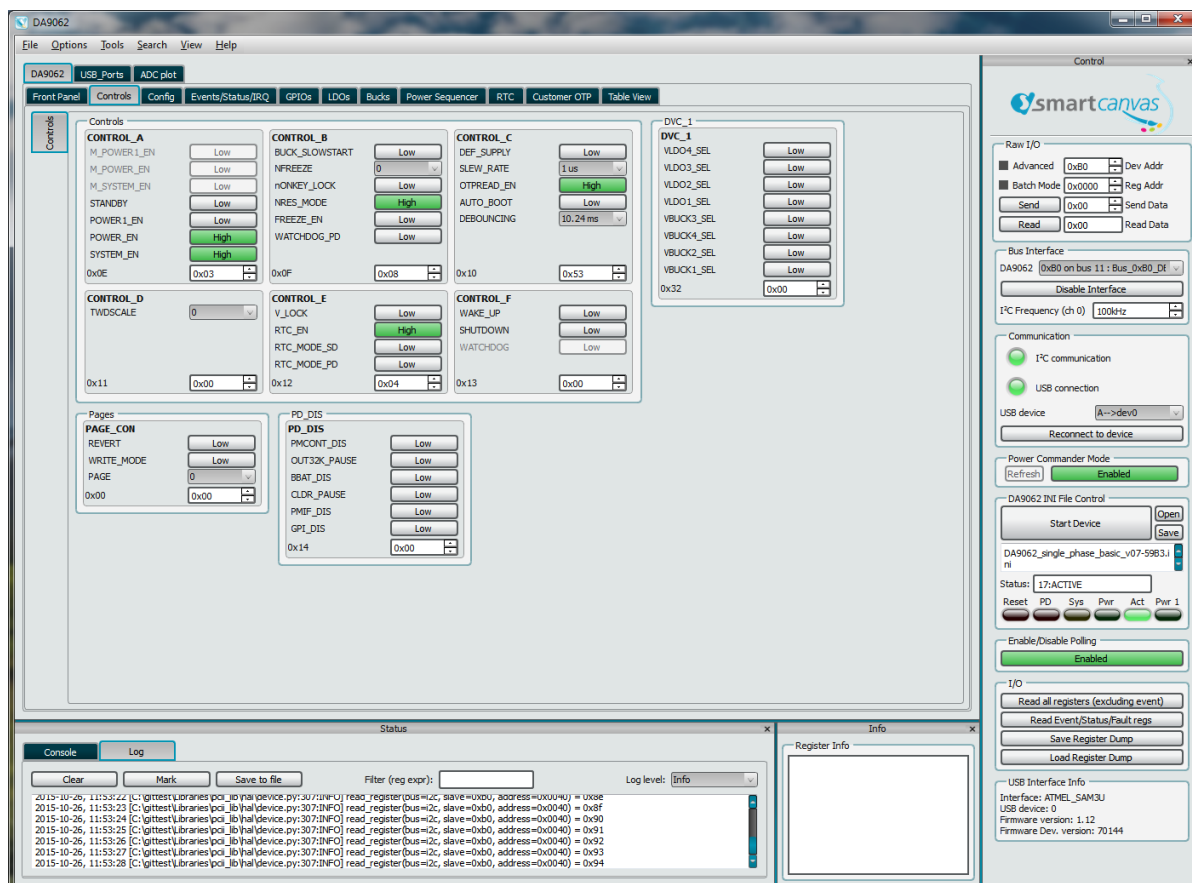 DA9062
File Options Tools Search View Help
DA9062 USB_Ports ADC plot
Front Panel Controls Config Events/Status/IRQ GPIOs LDOs Bucks Power Sequencer RTC Customer OTP Table View
Controls
Controls
CONTROL_A
M_POWER1_EN Low
M_POWER_EN Low
M_SYSTEM_EN Low
STANDBY Low
POWER1_EN Low
POWER_EN High
SYSTEM_EN High
0x0E 0x03
CONTROL_B
BUCK_SLOWSTART Low
NFREEZE 0
nONKEY_LOCK Low
NRES_MODE High
FREEZE_EN Low
WATCHDOG_PD Low
0x0F 0x08
CONTROL_C
DEF_SUPPLY Low
SLEW_RATE 1 us
OTPREAD_EN High
AUTO_BOOT Low
DEBOUNCING 10.24 ms
0x10 0x53
CONTROL_D
TWDSCALE 0
0x11 0x00
CONTROL_E
V_LOCK Low
RTC_EN High
RTC_MODE_SD Low
RTC_MODE_PD Low
0x12 0x04
CONTROL_F
WAKE_UP Low
SHUTDOWN Low
WATCHDOG Low
0x13 0x00
DVC_1
DVC_1
VLDO4_SEL Low
VLDO3_SEL Low
VLDO2_SEL Low
VLDO1_SEL Low
VBUCK3_SEL Low
VBUCK4_SEL Low
VBUCK2_SEL Low
VBUCK1_SEL Low
0x32 0x00
Pages
PAGE_CON
REVERT Low
WRITE_MODE Low
PAGE 0
0x00 0x00
PD_DIS
PD_DIS
PMCONT_DIS Low
OUT32K_PAUSE Low
BBAT_DIS Low
CLDR_PAUSE Low
PMIF_DIS Low
GPI_DIS Low
0x14 0x00
Status
Console Log
Clear Mark Save to file Filter (reg expr): Log level: Info
2015-10-26, 11:53:22 [C:\gittest\Libraries\pcii_lib\hal\device.py:307:INFO] read_register(bus=i2c, slave=0xb0, address=0x0040) = 0x8e
2015-10-26, 11:53:23 [C:\gittest\Libraries\pcii_lib\hal\device.py:307:INFO] read_register(bus=i2c, slave=0xb0, address=0x0040) = 0x8f
2015-10-26, 11:53:24 [C:\gittest\Libraries\pcii_lib\hal\device.py:307:INFO] read_register(bus=i2c, slave=0xb0, address=0x0040) = 0x90
2015-10-26, 11:53:25 [C:\gittest\Libraries\pcii_lib\hal\device.py:307:INFO] read_register(bus=i2c, slave=0xb0, address=0x0040) = 0x91
2015-10-26, 11:53:26 [C:\gittest\Libraries\pcii_lib\hal\device.py:307:INFO] read_register(bus=i2c, slave=0xb0, address=0x0040) = 0x92
2015-10-26, 11:53:27 [C:\gittest\Libraries\pcii_lib\hal\device.py:307:INFO] read_register(bus=i2c, slave=0xb0, address=0x0040) = 0x93
2015-10-26, 11:53:28 [C:\gittest\Libraries\pcii_lib\hal\device.py:307:INFO] read_register(bus=i2c, slave=0xb0, address=0x0040) = 0x94
Info
Register Info
Control
smartcanvas
Raw I/O
Advanced 0xB0 Dev Addr
Batch Mode 0x0000 Reg Addr
Send 0x00 Send Data
Read 0x00 Read Data
Bus Interface
DA9062 0xB0 on bus 11 : Bus_0xB0_DE
Disable Interface
I²C Frequency (ch 0) 100kHz
Communication
I²C communication
USB connection
USB device A-->dev0
Reconnect to device
Power Commander Mode
Refresh Enabled
DA9062 INI File Control
Start Device Open
Save
DA9062_single_phase_basic_v07-59B3.i
ni
Status: 17:ACTIVE
Reset PD Sys Pwr Act Pwr 1
Enable/Disable Polling
Enabled
I/O
Read all registers (excluding event)
Read Event/Status/Fault regs
Save Register Dump
Load Register Dump
USB Interface Info
Interface: ATMEL_SAM3U
USB device: 0
Firmware version: 1.12
Firmware Dev. version: 70144